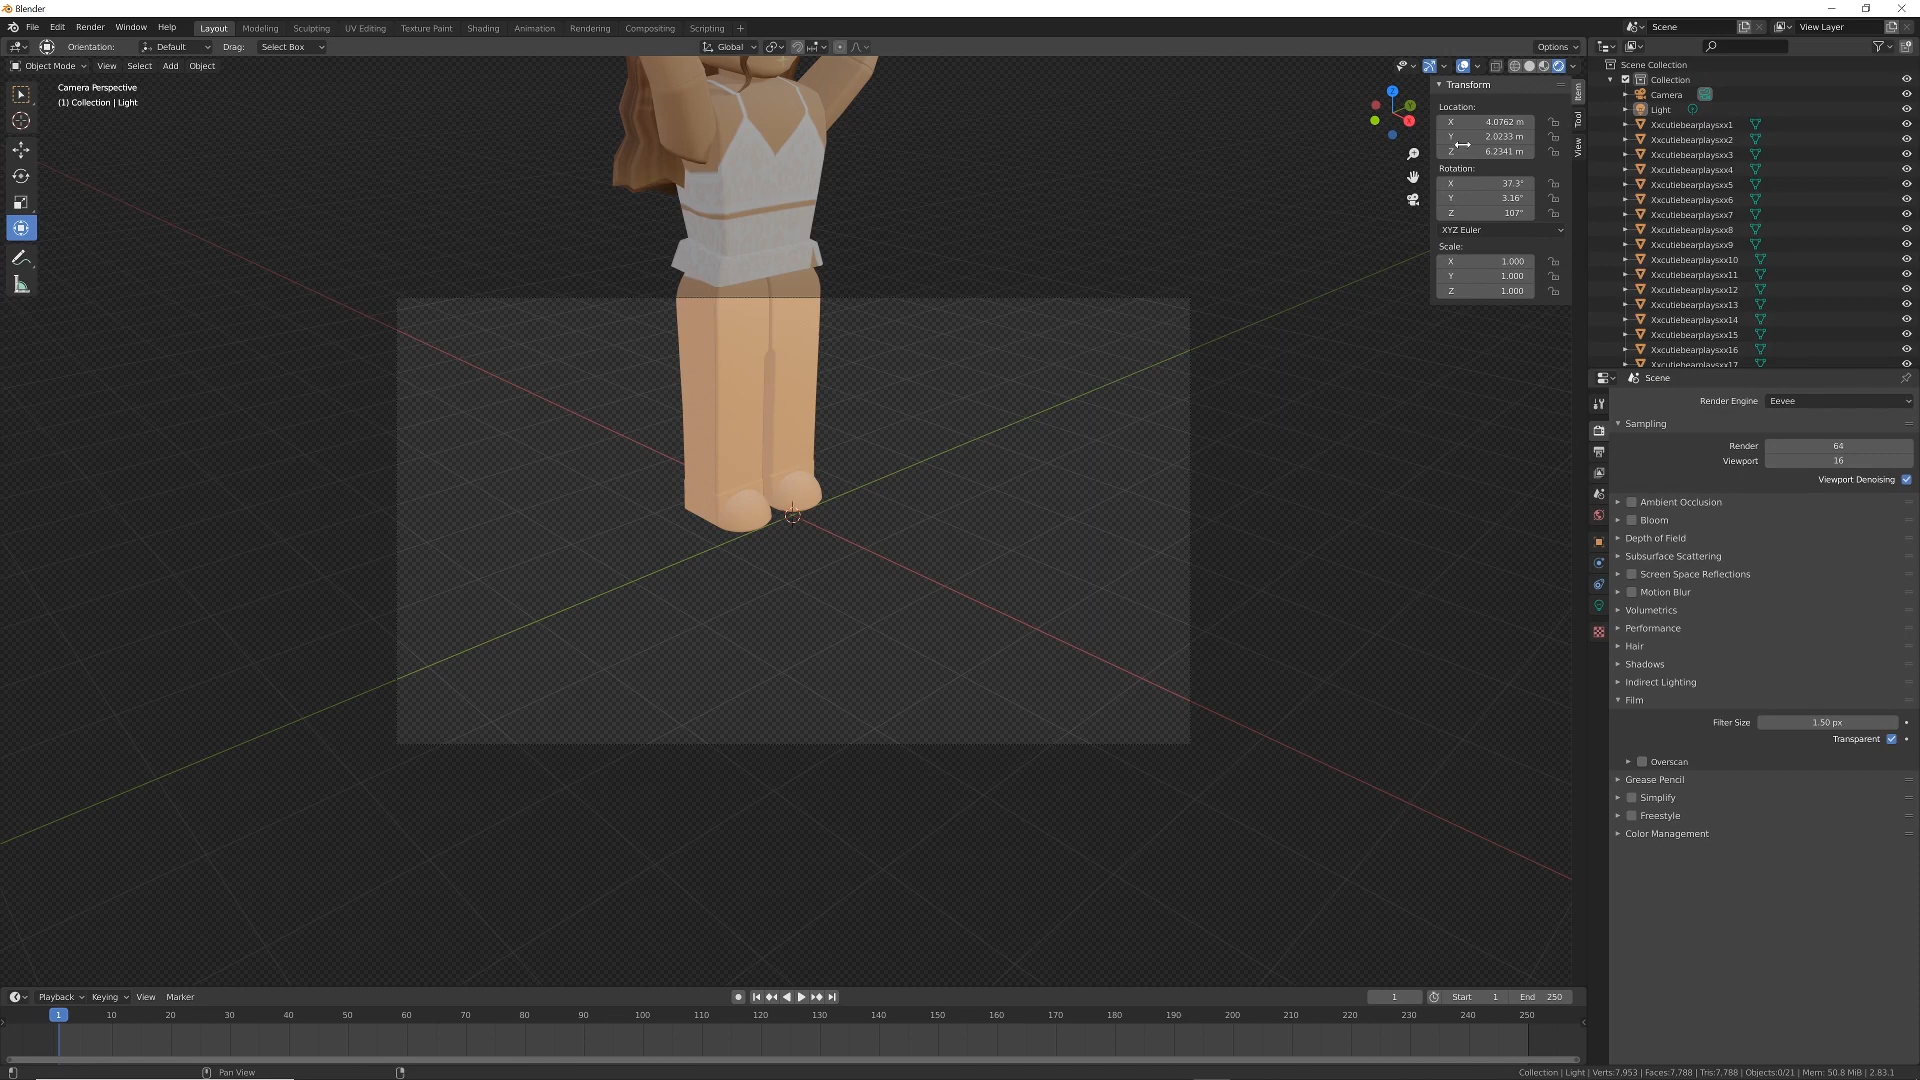 Blender
File Edit Render Window Help Layout Modeling Sculpting UV Editing Texture Paint Shading Animation Rendering Compositing Scripting + Scene View Layer
Orientation: Default Drag: Select Box Global Options
Object Mode View Select Add Object
Camera Perspective
(1) Collection | Light
Transform
Location:
X 4.0762 m
Y 2.0233 m
Z 6.2341 m
Rotation:
X 37.3°
Y 3.16°
Z 107°
XYZ Euler
Scale:
X 1.000
Y 1.000
Z 1.000
Item
Tool
View
Z
Y
X
Scene Collection
Collection
Camera
Light
Xxcutiebearplaysxx1
Xxcutiebearplaysxx2
Xxcutiebearplaysxx3
Xxcutiebearplaysxx4
Xxcutiebearplaysxx5
Xxcutiebearplaysxx6
Xxcutiebearplaysxx7
Xxcutiebearplaysxx8
Xxcutiebearplaysxx9
Xxcutiebearplaysxx10
Xxcutiebearplaysxx11
Xxcutiebearplaysxx12
Xxcutiebearplaysxx13
Xxcutiebearplaysxx14
Xxcutiebearplaysxx15
Xxcutiebearplaysxx16
Xxcutiebearplaysxx17
Scene
Render Engine Eevee
Sampling
Render 64
Viewport 16
Viewport Denoising
Ambient Occlusion
Bloom
Depth of Field
Subsurface Scattering
Screen Space Reflections
Motion Blur
Volumetrics
Performance
Hair
Shadows
Indirect Lighting
Film
Filter Size 1.50 px
Transparent
Overscan
Grease Pencil
Simplify
Freestyle
Color Management
Playback Keying View Marker 1 Start 1 End 250
1 10 20 30 40 50 60 70 80 90 100 110 120 130 140 150 160 170 180 190 200 210 220 230 240 250
Pan View
Collection | Light | Verts:7,953 | Faces:7,788 | Tris:7,788 | Objects:0/21 | Mem: 50.8 MiB | 2.83.1